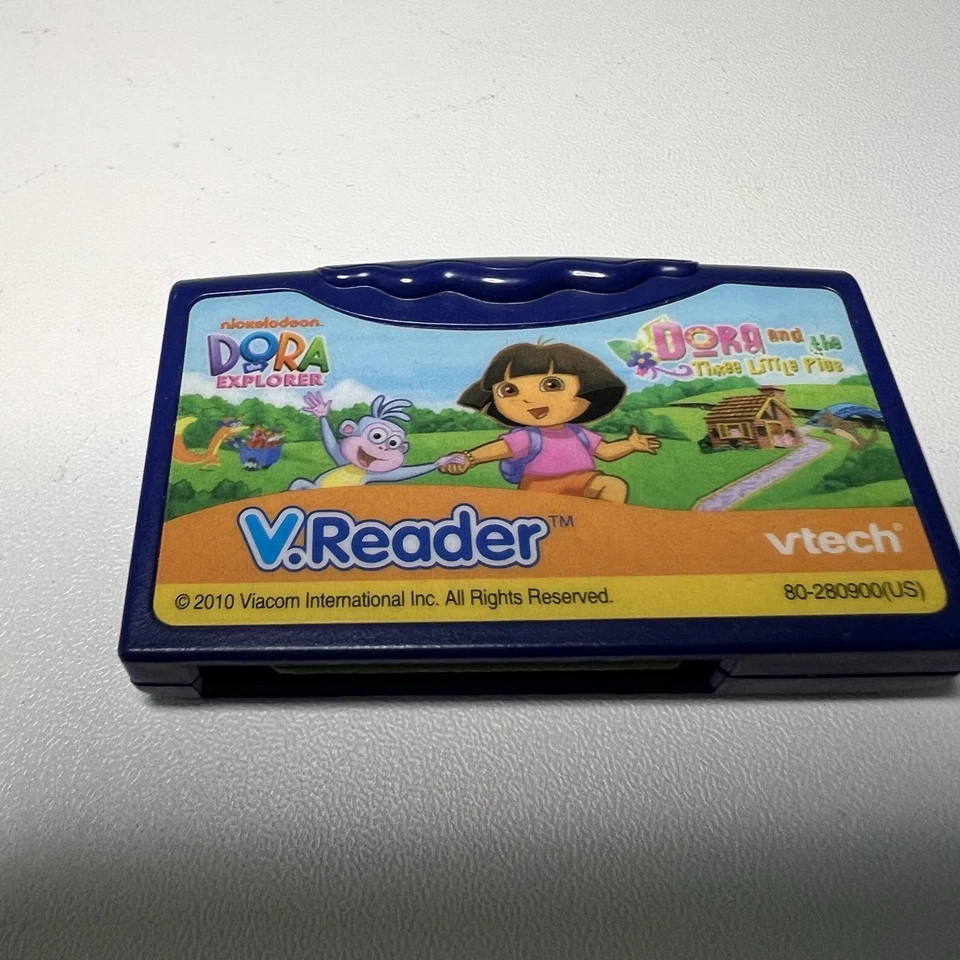 nickelodeon
DORA
the
EXPLORER
DORA and the
Three Little Pigs
V.Reader™
vtech®
© 2010 Viacom International Inc. All Rights Reserved.
80-280900(US)